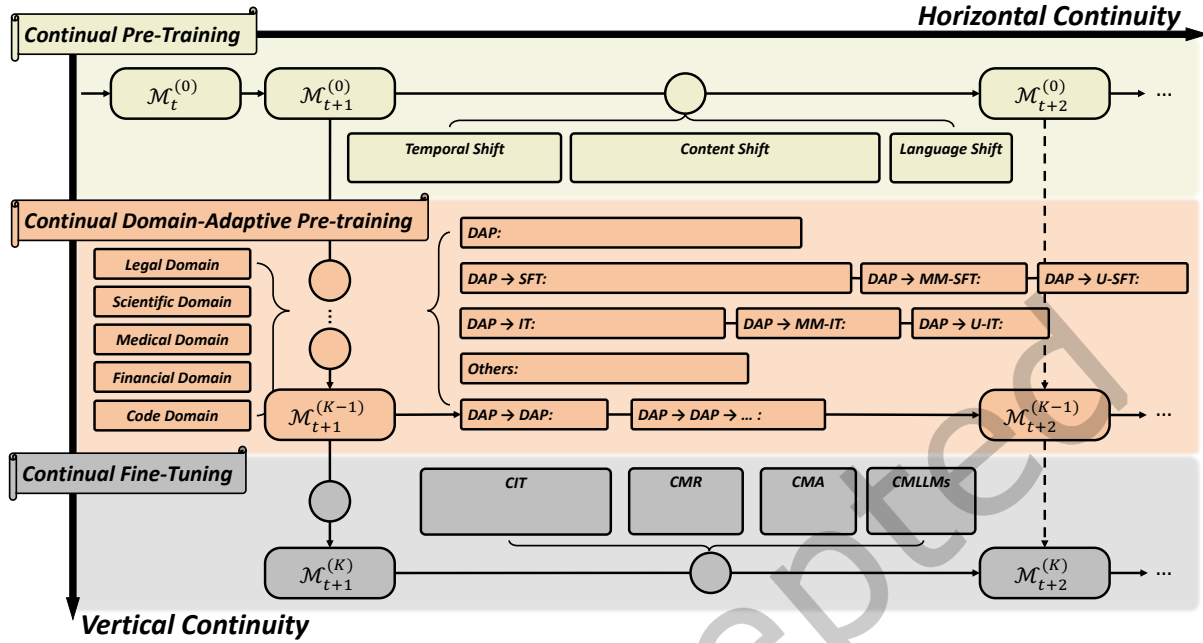 Horizontal Continuity
Continual Pre-Training
ℳ_t^(0)
ℳ_{t+1}^(0)
ℳ_{t+2}^(0)
...
Temporal Shift
Content Shift
Language Shift
Continual Domain-Adaptive Pre-training
Legal Domain
Scientific Domain
Medical Domain
Financial Domain
Code Domain
...
DAP:
DAP → SFT:
DAP → MM-SFT:
DAP → U-SFT:
DAP → IT:
DAP → MM-IT:
DAP → U-IT:
Others:
ℳ_{t+1}^(K−1)
DAP → DAP:
DAP → DAP → ... :
ℳ_{t+2}^(K−1)
...
Continual Fine-Tuning
CIT
CMR
CMA
CMLLMs
ℳ_{t+1}^(K)
ℳ_{t+2}^(K)
...
Vertical Continuity
epted